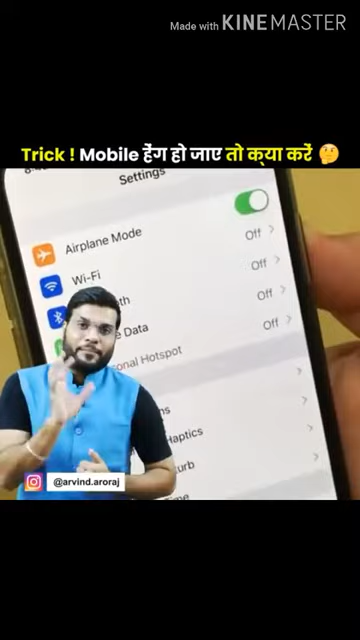 Made with KINEMASTER
Trick ! Mobile हैंग हो जाए तो क्या करें
Settings
Airplane Mode
Wi-Fi
Off
Off
Off
Off
Data
sonal Hotspot
Haptics
@arvind.aroraj